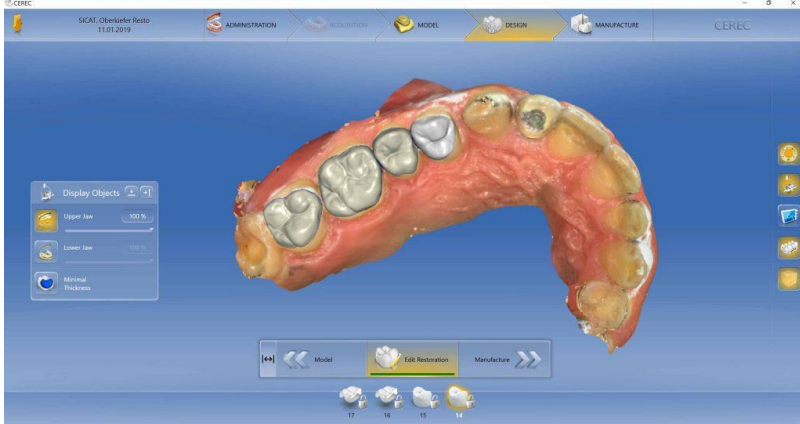 CEREC
SICAT, Oberkiefer Resto
11.01.2019
ADMINISTRATION
ACQUISITION
MODEL
DESIGN
MANUFACTURE
CEREC
Display Objects
Upper Jaw
100 %
Lower Jaw
100 %
Minimal
Thickness
Model
Edit Restoration
Manufacture
17
16
15
14